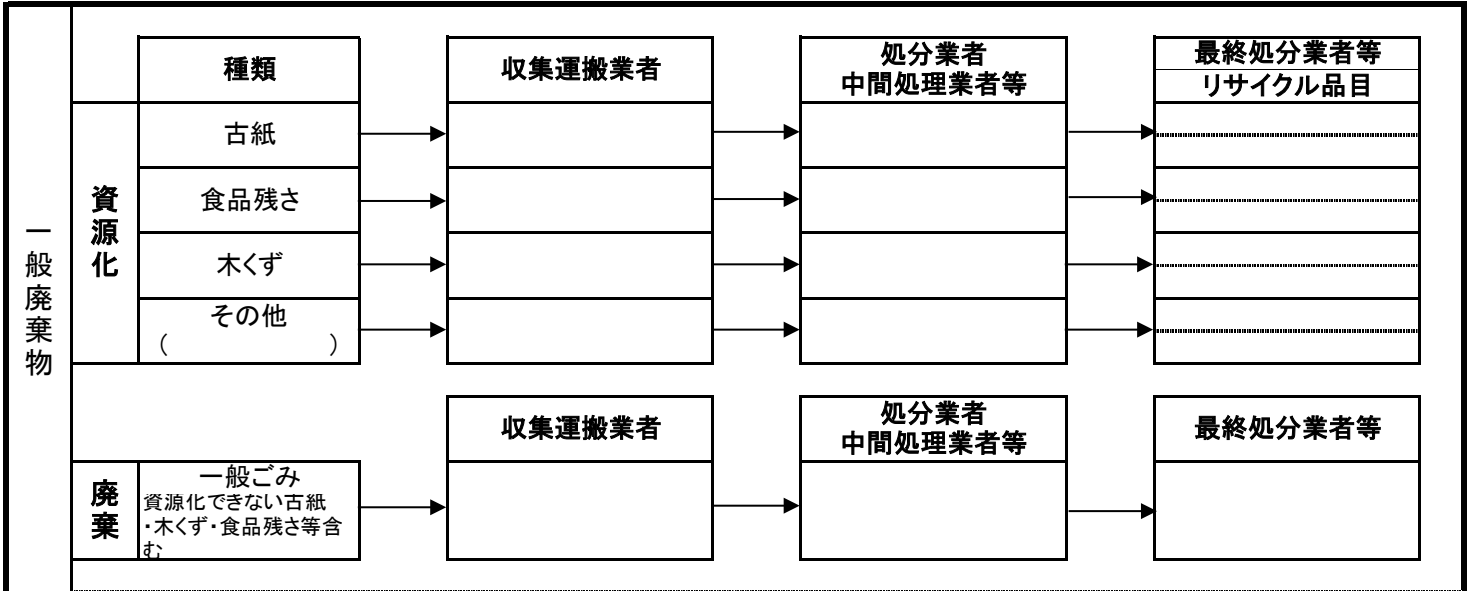 一般廃棄物
種類
収集運搬業者
処分業者
中間処理業者等
最終処分業者等
リサイクル品目
資源化
古紙
食品残さ
木くず
その他
(　　　　　　　)
収集運搬業者
処分業者
中間処理業者等
最終処分業者等
廃棄
一般ごみ
資源化できない古紙
・木くず・食品残さ等含
む